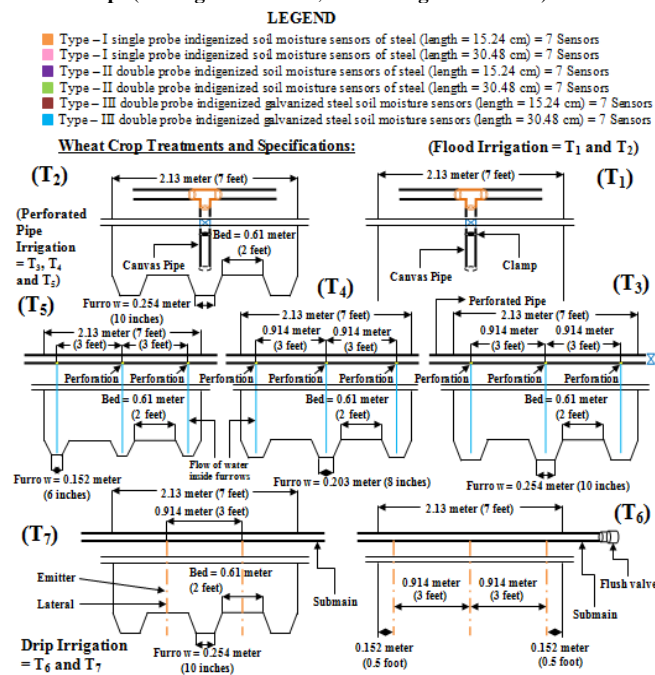 LEGEND
Type – I single probe indigenized soil moisture sensors of steel (length = 15.24 cm) = 7 Sensors
Type – I single probe indigenized soil moisture sensors of steel (length = 30.48 cm) = 7 Sensors
Type – II double probe indigenized soil moisture sensors of steel (length = 15.24 cm) = 7 Sensors
Type – II double probe indigenized soil moisture sensors of steel (length = 30.48 cm) = 7 Sensors
Type – III double probe indigenized galvanized steel soil moisture sensors (length = 15.24 cm) = 7 Sensors
Type – III double probe indigenized galvanized steel soil moisture sensors (length = 30.48 cm) = 7 Sensors
Wheat Crop Treatments and Specifications: (Flood Irrigation = T1 and T2)
(T2)
2.13 meter (7 feet)
(Perforated
Pipe
Irrigation
= T3, T4
and T5)
Canvas Pipe
Bed = 0.61 meter
(2 feet)
Furrow = 0.254 meter
(10 inches)
(T1)
2.13 meter (7 feet)
Canvas Pipe
Clamp
(T5)
2.13 meter (7 feet)
(3 feet)
(3 feet)
Perforation
Perforation
Bed = 0.61 meter
(2 feet)
Flow of water
inside furrows
Furrow = 0.152 meter
(6 inches)
(T4)
2.13 meter (7 feet)
0.914 meter
(3 feet)
0.914 meter
(3 feet)
Perforation
Perforation
Perforation
Bed = 0.61 meter
(2 feet)
Furrow = 0.203 meter (8 inches)
(T3)
Perforated Pipe
2.13 meter (7 feet)
0.914 meter
(3 feet)
0.914 meter
(3 feet)
Perforation
Perforation
Perforation
Bed = 0.61 meter
(2 feet)
Furrow = 0.254 meter (10 inches)
(T7)
2.13 meter (7 feet)
0.914 meter (3 feet)
Emitter
Lateral
Bed = 0.61 meter
(2 feet)
Submain
Furrow = 0.254 meter
(10 inches)
Drip Irrigation
= T6 and T7
(T6)
2.13 meter (7 feet)
Flush valve
Submain
0.914 meter
(3 feet)
0.914 meter
(3 feet)
0.152 meter
(0.5 foot)
0.152 meter
(0.5 foot)